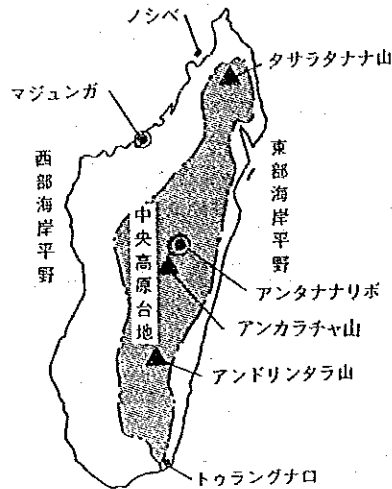 ノシベ
タサラタナナ山
マジュンガ
西部海岸平野
東部海岸平野
中央高原台地
アンタナナリボ
アンカラチャ山
アンドリンタラ山
トゥラングナロ